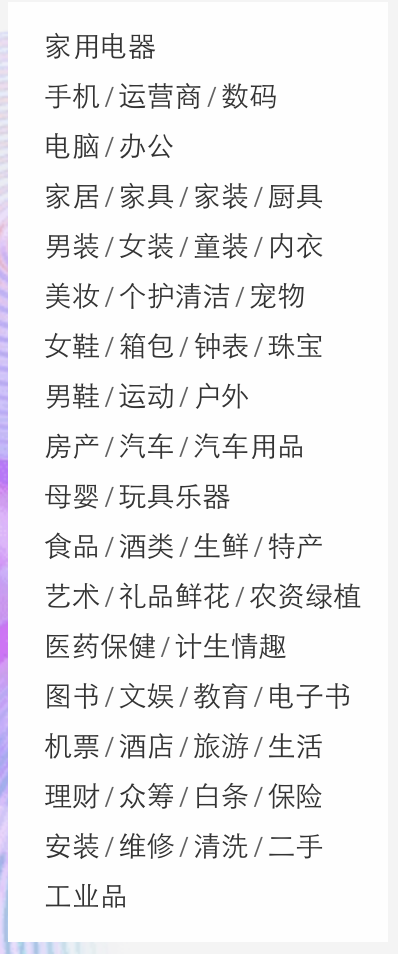 家用电器
手机/运营商/数码
电脑/办公
家居/家具/家装/厨具
男装/女装/童装/内衣
美妆/个护清洁/宠物
女鞋/箱包/钟表/珠宝
男鞋/运动/户外
房产/汽车/汽车用品
母婴/玩具乐器
食品/酒类/生鲜/特产
艺术/礼品鲜花/农资绿植
医药保健/计生情趣
图书/文娱/教育/电子书
机票/酒店/旅游/生活
理财/众筹/白条/保险
安装/维修/清洗/二手
工业品